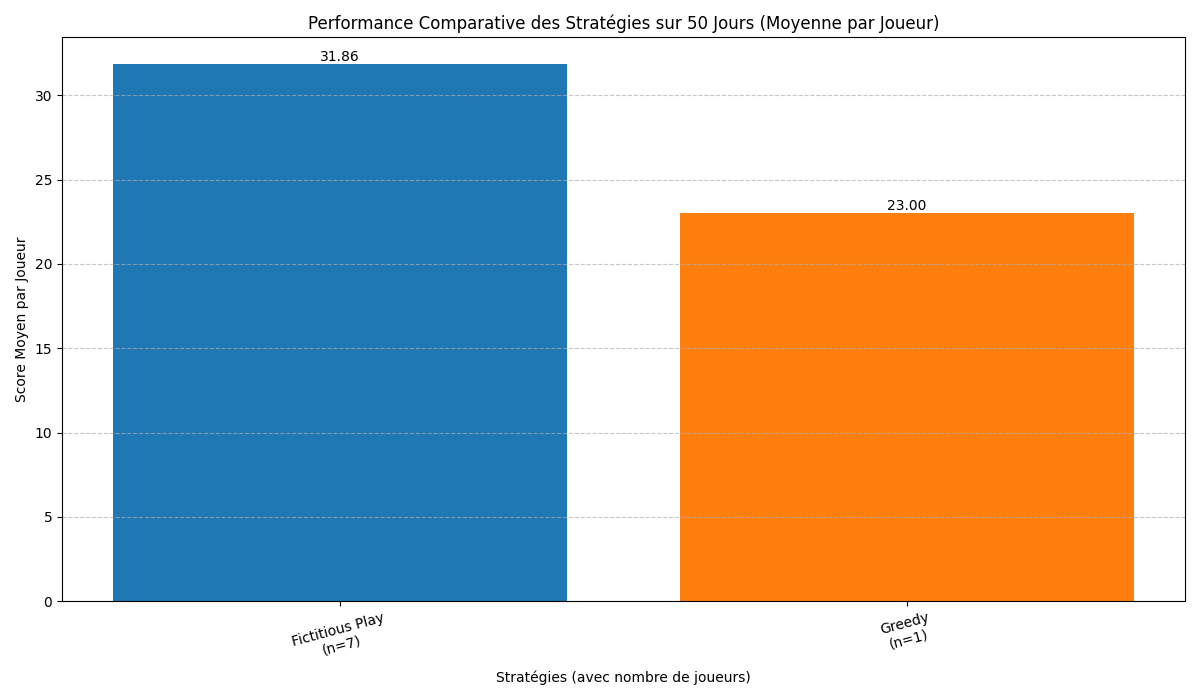 Performance Comparative des Stratégies sur 50 Jours (Moyenne par Joueur)
31.86
23.00
30
25
20
15
10
5
0
Score Moyen par Joueur
Fictitious Play
(n=7)
Greedy
(n=1)
Stratégies (avec nombre de joueurs)